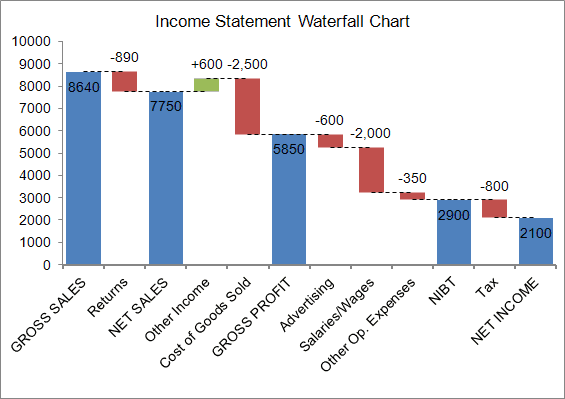 Income Statement Waterfall Chart
10000
9000
8000
7000
6000
5000
4000
3000
2000
1000
0
8640
-890
7750
+600
-2,500
5850
-600
-2,000
-350
2900
-800
2100
GROSS SALES
Returns
NET SALES
Other Income
Cost of Goods Sold
GROSS PROFIT
Advertising
Salaries/Wages
Other Op. Expenses
NIBT
Tax
NET INCOME